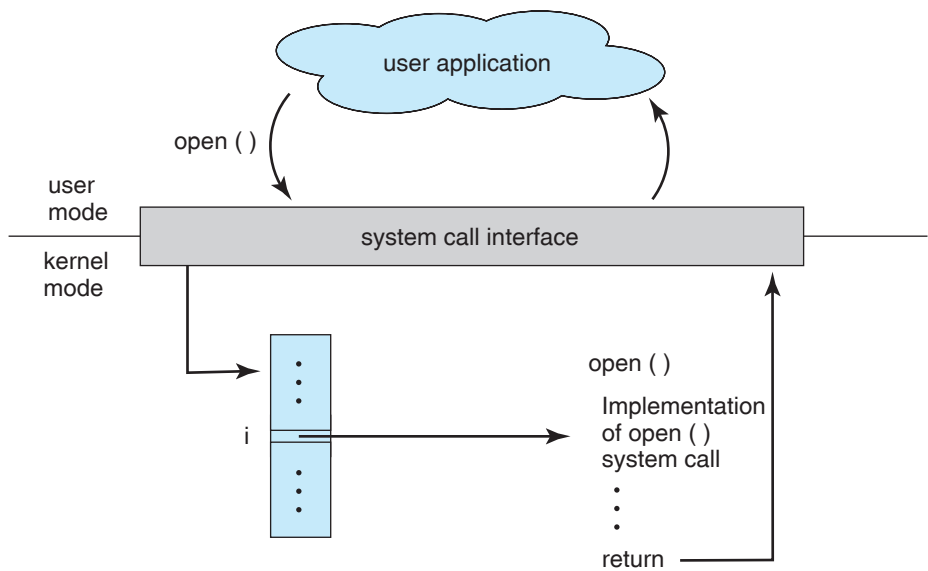 user application
open ( )
user
mode
system call interface
kernel
mode
open ( )
i
Implementation
of open ( )
system call
return